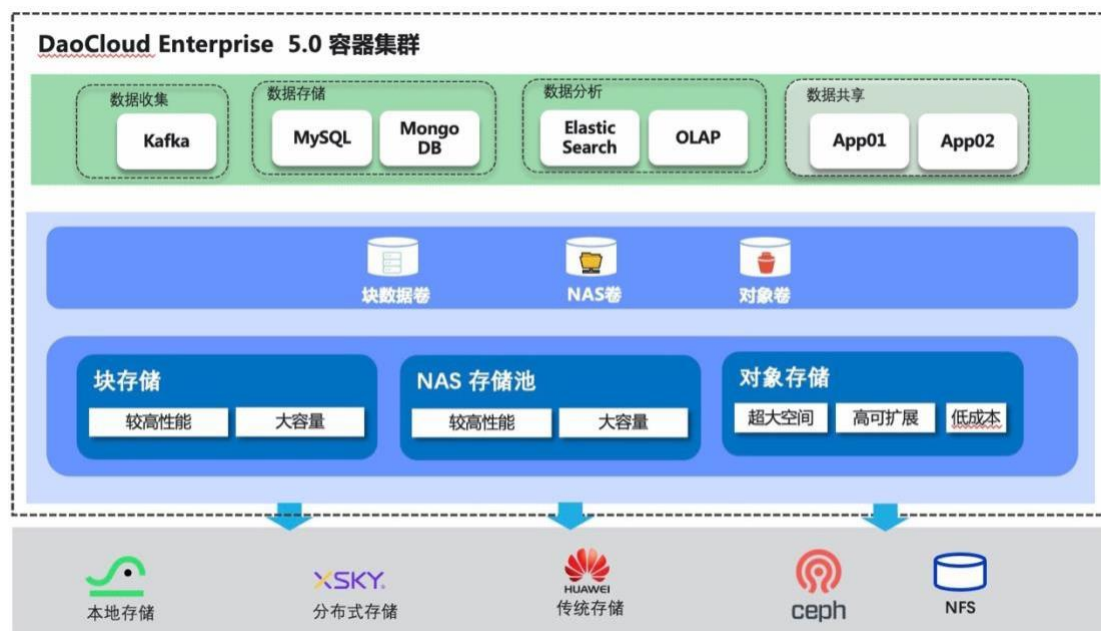 DaoCloud Enterprise 5.0 容器集群
数据收集
Kafka
数据存储
MySQL
Mongo
DB
数据分析
Elastic
Search
OLAP
数据共享
App01
App02
块数据卷
NAS卷
对象卷
块存储
较高性能
大容量
NAS 存储池
较高性能
大容量
对象存储
超大空间
高可扩展
低成本
本地存储
XSKY.
分布式存储
HUAWEI
传统存储
ceph
NFS